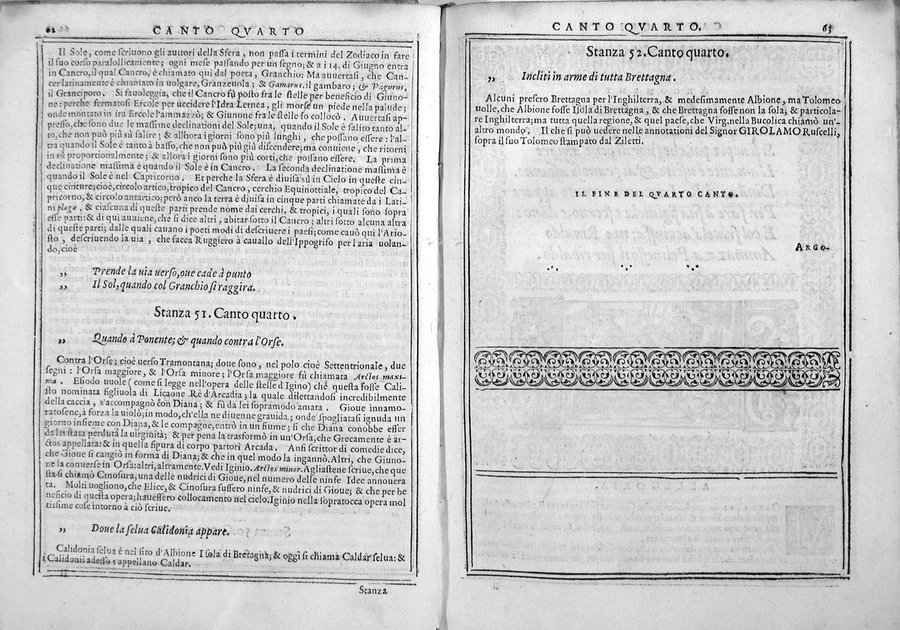 62 CANTO QVARTO
Il Sole, come scriuono gli autori della Sfera, non passa i termini del Zodiaco in fare
il suo corso parallolicamente; ogni mese passando per un segno; & a i 14. di Giugno entra
in Cancro, il qual Cancro, è chiamato qui dal poeta, Granchio: Ma auuertasi, che Can-
cer latinamente è chiamato in uolgare, Granzeuola; & Gamarus, il gambaro; & Pagurus,
il Granciporo. Si fauoleggia, che il Cancro fù posto fra le stelle per beneficio di Giuno-
ne: perche fermatosi Ercole per uccidere l'Idra Lernea, gli morse un piede nella palude;
onde montato in ira Ercole l'ammazzò; & Giunone fra le stelle lo collocò. Auuertasi ap-
presso, che sono due le massime declinationi del Sole; una, quando il Sole è salito tanto al-
to, che non può più sù salire; & allhora i giorni sono più lunghi, che possano essere: l'al-
tra quando il Sole è tanto à basso, che non può più giù discendere; ma conuiene, che ritorni
in sù proportionalmente; & allora i giorni sono più corti, che possano essere. La prima
declinatione massima è quando il Sole è in Cancro. La seconda declinatione massima è
quando il Sole è nel Capricorno. Et perche la Sfera è diuisa sù in Cielo in queste cin-
que cinture; cioè, circolo artico, tropico del Cancro, cerchio Equinottiale, tropico del Ca-
pricorno, & circolo antartico; però anco la terra è diuisa in cinque parti chiamate da i Lati-
ni plage, & ciascuna di queste parti prende nome dai cerchi, & tropici, i quali sono sopra
esse parti: & di qui auuiene, che si dice altri, abitar sotto il Cancro; altri sotto alcuna altra
di queste parti; dalle quali cauano i poeti modi di descriuere i paesi; come cauò quì l'Ario-
sto, descriuendo la uia, che facea Ruggiero à cauallo dell'Ippogrifo per l'aria uolan-
do, cioè
„ Prende la uia uerso, oue cade à punto
„ Il Sol, quando col Granchio si raggira.
Stanza 51. Canto quarto.
„ Quando à Ponente; & quando contra l'Orse.
Contra l'Orse; cioè uerso Tramontana; doue sono, nel polo cioè Settentrionale, due
segni: l'Orsa maggiore, & l'Orsa minore; l'Orsa maggiore fù chiamata Arctos maxi-
ma. Esiodo uuole (come si legge nell'opera delle stelle d'Igino) chè questa fosse Cali-
sto nominata figliuola di Licaone Rè d'Arcadia; la quale dilettandosi incredibilmente
della caccia, s'accompagnò con Diana; & fù da lei sopramodo amata. Gioue innamo-
ratosene, a forza la uiolò; in modo, ch'ella ne diuenne grauida; onde spogliatasi ignuda un
giorno insieme con Diana, & le compagne, entrò in un fiume; sì che Diana conobbe esser
da lei stata perduta la uirginità; & per pena la trasformò in un'Orsa, che Grecamente è ar-
ctos appellata: & in quella figura di corpo partorì Arcada. Anfi scrittor di comedie dice,
che Gioue si cangiò in forma di Diana; & che in quel modo la ingannò. Altri, che Giuno-
ne la conuerse in Orsa: altri, altramente. Vedi Iginio. Arctos minor. Agliastene scriue, che que
sta si chiamò Cinosura, una delle nudrici di Gioue, nel numero delle ninfe Idee annouera
ta. Molti uogliono, che Elice, & Cinosura fussero ninfe, & nudrici di Gioue; & che per be
neficio di questa opera; hauessero collocamento nel cielo. Iginio nella sopratocca opera mol
tissime cose intorno à ciò scriue.
„ Doue la selua Calidonia appare.
Calidonia selua è nel sito d'Albione Isola di Bretagna; & oggi si chiama Caldar selua: &
i Calidonii adesso s'appellano Caldar.
Stanza
CANTO QVARTO. 63
Stanza 52. Canto quarto.
„ Incliti in arme di tutta Brettagna.
Alcuni presero Brettagna per l'Inghilterra, & medesimamente Albione, ma Tolomeo
uolle, che Albione fosse Isola di Brettagna, & che Brettagna fosse non la sola, & particola-
re Inghilterra; ma tutta quella regione, & quel paese, che Virg. nella Bucolica chiamò un'
altro mondo. Il che si può uedere nelle annotationi del Signor GIROLAMO Ruscelli,
sopra il suo Tolomeo stampato dal Ziletti.
IL FINE DEL QVARTO CANTO.
ARGO-